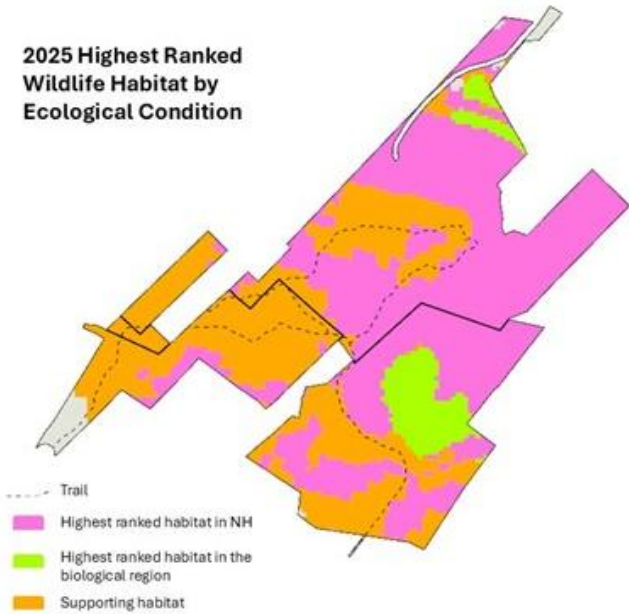 2025 Highest Ranked
Wildlife Habitat by
Ecological Condition
Trail
Highest ranked habitat in NH
Highest ranked habitat in the
biological region
Supporting habitat